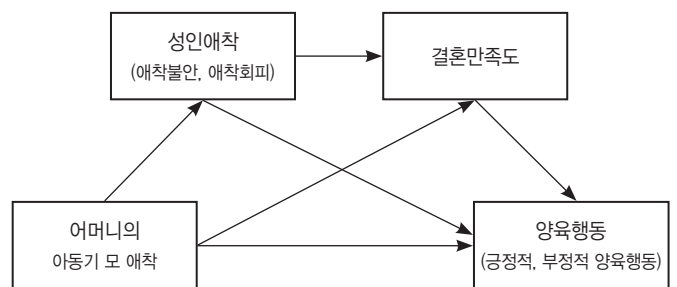 성인애착
(애착불안, 애착회피)
결혼만족도
어머니의
아동기 모 애착
양육행동
(긍정적, 부정적 양육행동)